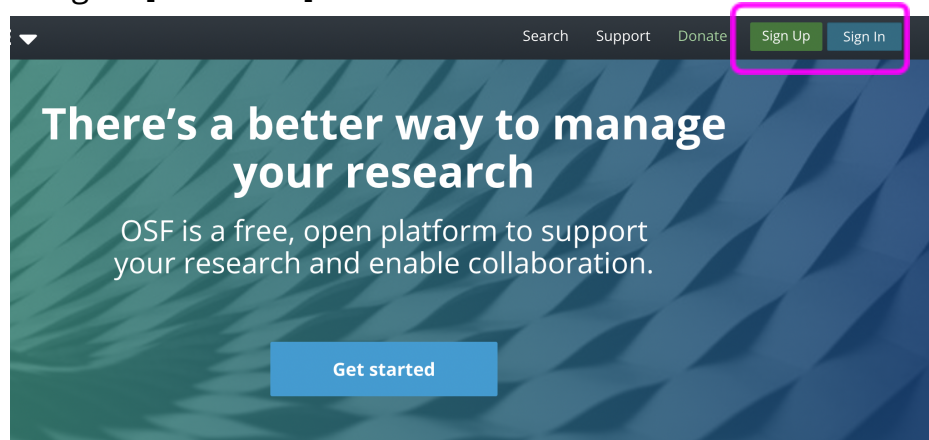 Search Support Donate Sign Up Sign In
There’s a better way to manage
your research
OSF is a free, open platform to support
your research and enable collaboration.
Get started